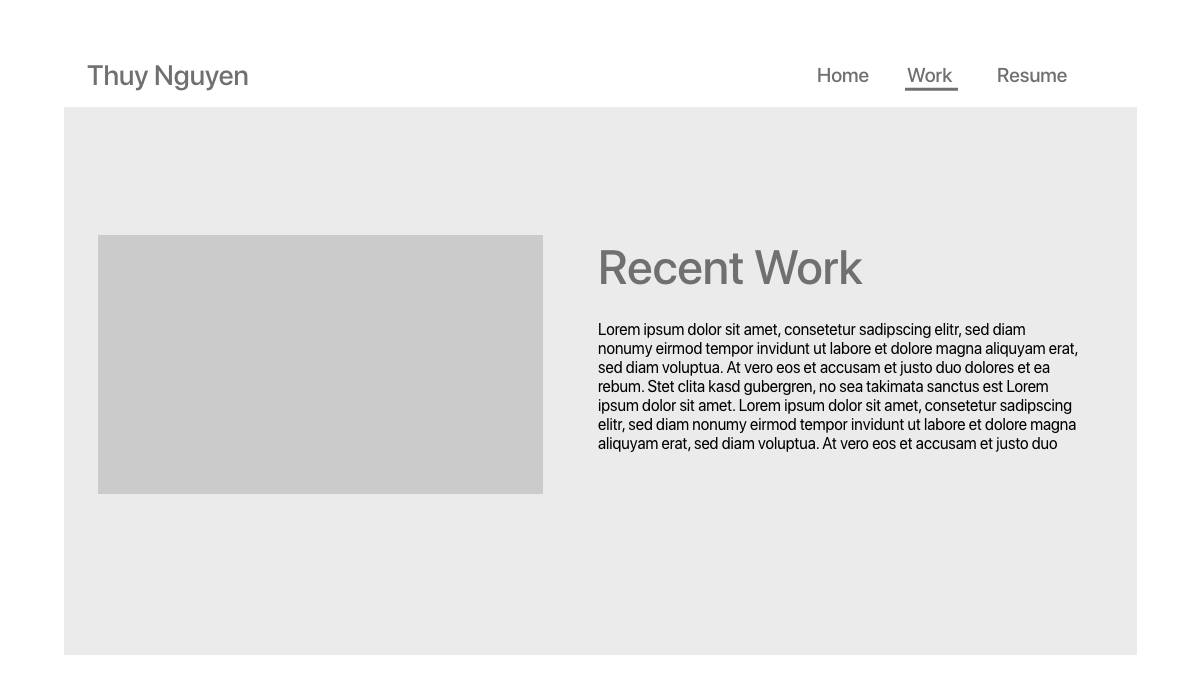 Thuy Nguyen
Home Work Resume
Recent Work
Lorem ipsum dolor sit amet, consetetur sadipscing elitr, sed diam
nonumy eirmod tempor invidunt ut labore et dolore magna aliquyam erat,
sed diam voluptua. At vero eos et accusam et justo duo dolores et ea
rebum. Stet clita kasd gubergren, no sea takimata sanctus est Lorem
ipsum dolor sit amet. Lorem ipsum dolor sit amet, consetetur sadipscing
elitr, sed diam nonumy eirmod tempor invidunt ut labore et dolore magna
aliquyam erat, sed diam voluptua. At vero eos et accusam et justo duo